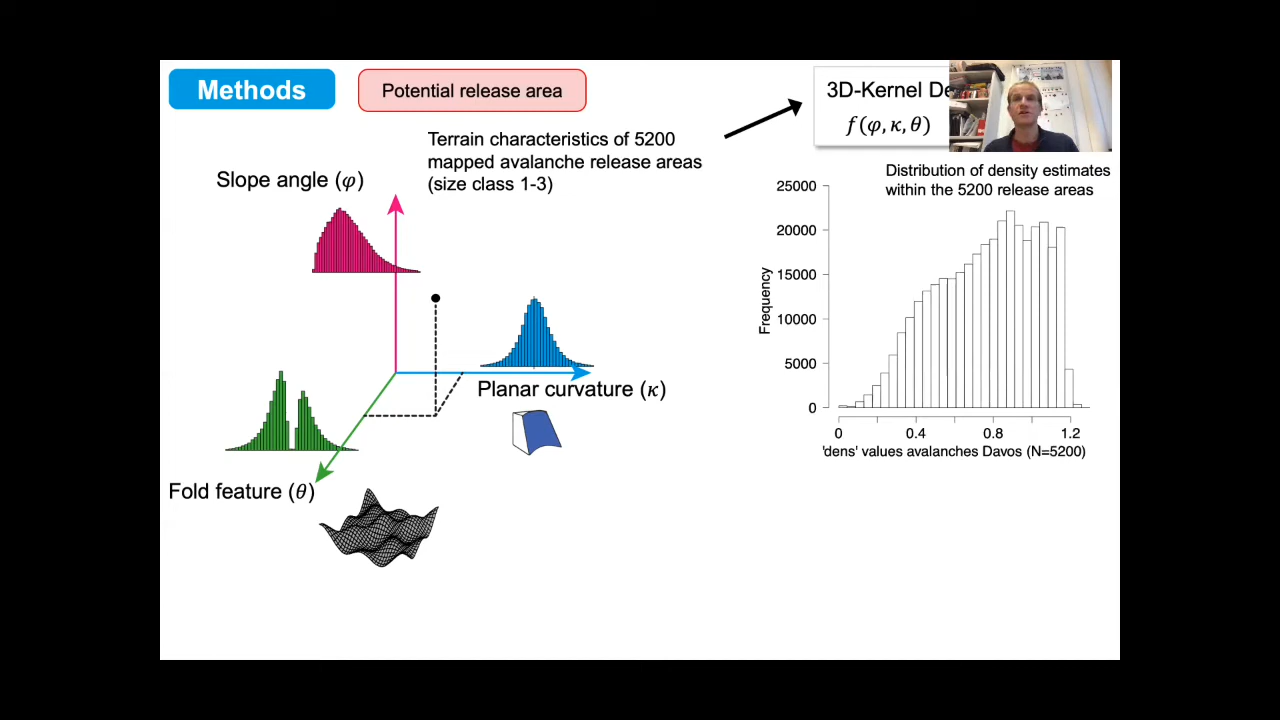 Methods
Potential release area
3D-Kernel De
f(φ, κ, θ)
Terrain characteristics of 5200
mapped avalanche release areas
(size class 1-3)
Slope angle (φ)
Planar curvature (κ)
Fold feature (θ)
Distribution of density estimates
within the 5200 release areas
25000
20000
15000
10000
5000
0
Frequency
0 0.4 0.8 1.2
'dens' values avalanches Davos (N=5200)